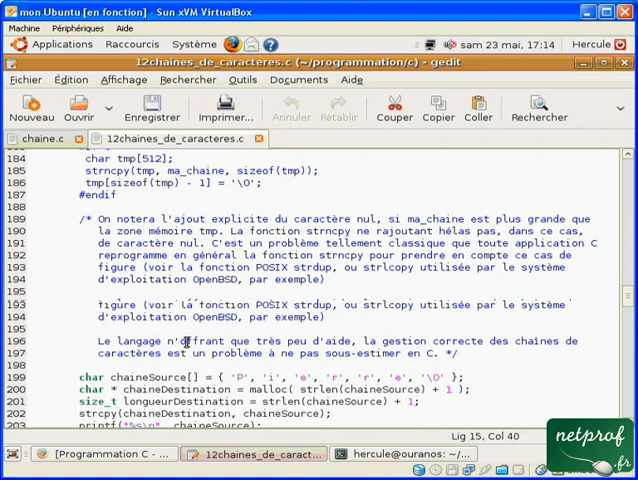 mon Ubuntu [en fonction] - Sun xVM VirtualBox
Machine Périphériques Aide
Applications Raccourcis Système sam 23 mai, 17:14 Hercule
12chaines_de_caracteres.c (~/programmation/c) - gedit
Fichier Édition Affichage Rechercher Outils Documents Aide
Nouveau Ouvrir Enregistrer Imprimer... Annuler Rétablir Couper Copier Coller Rechercher
chaine.c 12chaines_de_caracteres.c
184 char tmp[512];
185 strncpy(tmp, ma_chaine, sizeof(tmp));
186 tmp[sizeof(tmp) - 1] = '\0';
187 #endif
188
189 /* On notera l'ajout explicite du caractère nul, si ma_chaine est plus grande que
190 la zone mémoire tmp. La fonction strncpy ne rajoutant hélas pas, dans ce cas,
191 de caractère nul. C'est un problème tellement classique que toute application C
192 reprogramme en général la fonction strncpy pour prendre en compte ce cas de
193 figure (voir la fonction POSIX strdup, ou strlcopy utilisée par le système
194 d'exploitation OpenBSD, par exemple)
193 figure (voir la fonction POSIX strdup, ou strlcopy utilisée par le système
194 d'exploitation OpenBSD, par exemple)
195
196 Le langage n'offrant que très peu d'aide, la gestion correcte des chaînes de
197 caractères est un problème à ne pas sous-estimer en C. */
198
199 char chaineSource[] = { 'P', 'i', 'e', 'r', 'r', 'e', '\0' };
200 char * chaineDestination = malloc( strlen(chaineSource) + 1 );
201 size_t longueurDestination = strlen(chaineSource) + 1;
202 strcpy(chaineDestination, chaineSource);
203 printf("%s\n", chaineSource);
Lig 15, Col 40
[Programmation C - ... 12chaines_de_caract... hercule@ouranos: ~/...
netprof
.fr